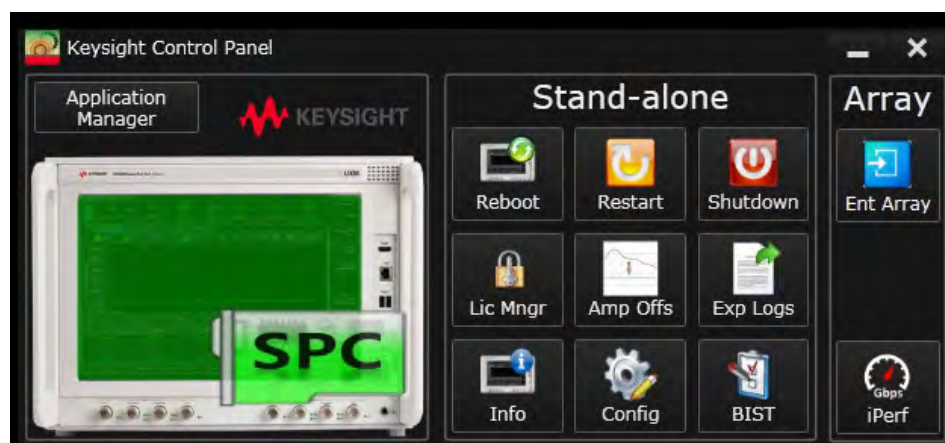 Keysight Control Panel
Application
Manager
KEYSIGHT
SPC
Stand-alone
Reboot
Restart
Shutdown
Lic Mngr
Amp Offs
Exp Logs
Info
Config
BIST
Array
Ent Array
Gbps
iPerf